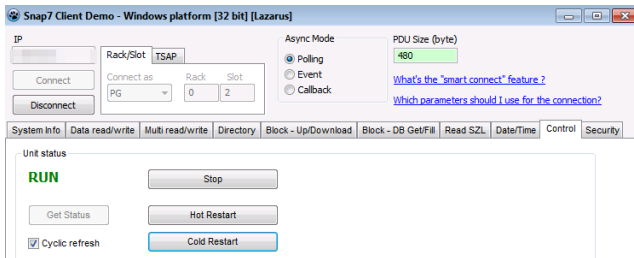 Snap7 Client Demo - Windows platform [32 bit] [Lazarus]
IP
Rack/Slot TSAP
Async Mode
PDU Size (byte)
Polling
480
Connect
Connect as Rack Slot
Event
What's the "smart connect" feature ?
PG 0 2
Callback
Disconnect
Which parameters should I use for the connection?
System Info Data read/write Multi read/write Directory Block - Up/Download Block - DB Get/Fill Read SZL Date/Time Control Security
Unit status
RUN Stop
Get Status Hot Restart
Cyclic refresh Cold Restart